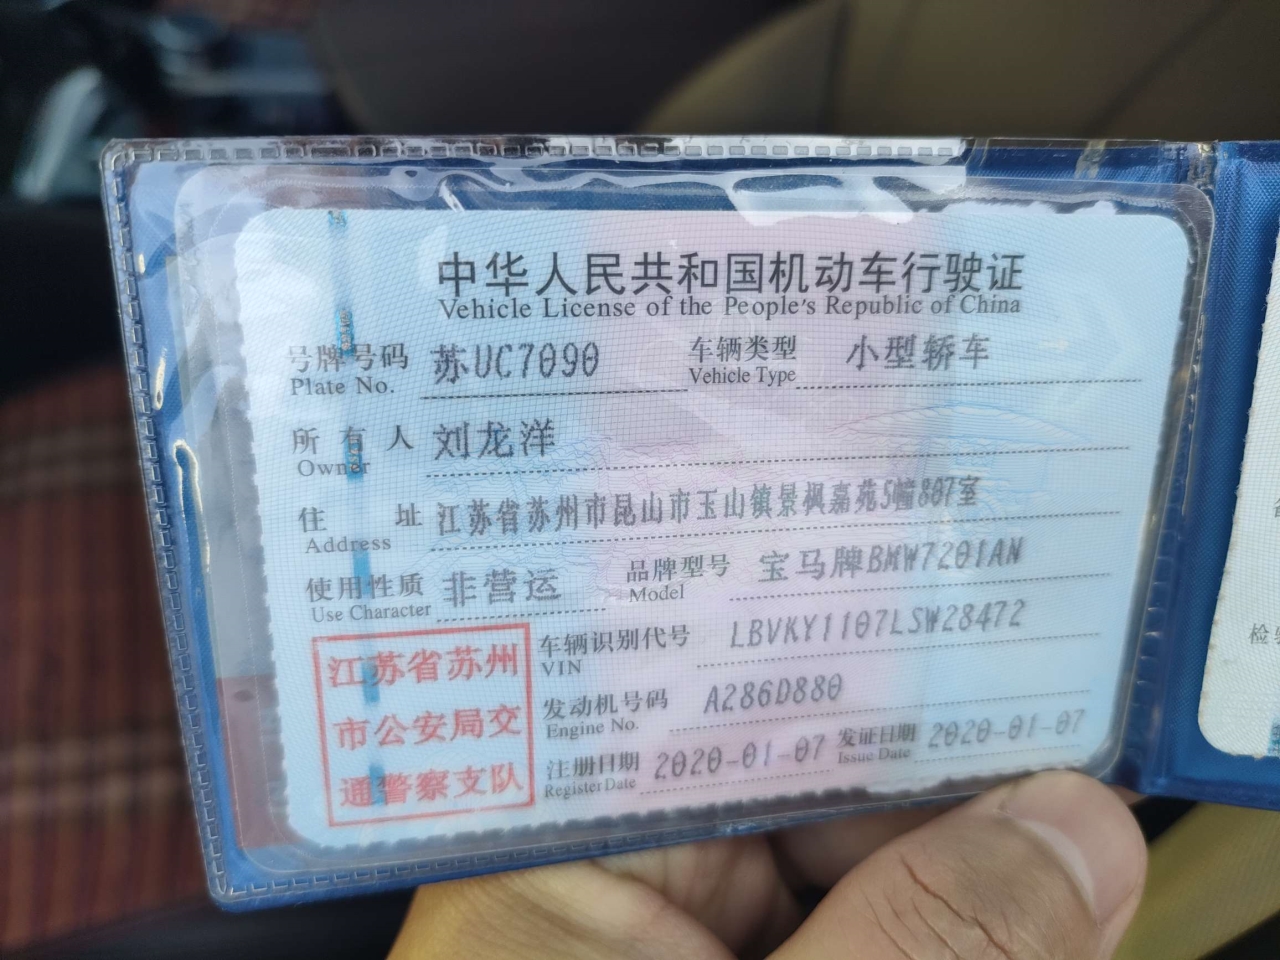 中华人民共和国机动车行驶证
Vehicle License of the People's Republic of China
号牌号码 苏UC7090 车辆类型 小型轿车
Plate No. Vehicle Type
所有人 刘龙洋
Owner
住址 江苏省苏州市昆山市玉山镇景枫嘉苑5幢807室
Address
使用性质 非营运 品牌型号 宝马牌BMW7201AN
Use Character Model
江苏省苏州
市公安局交
通警察支队
车辆识别代号 LBVKY1107LSW28472
VIN
发动机号码 A286D880
Engine No.
注册日期 2020-01-07 发证日期 2020-01-07
Register Date Issue Date
检